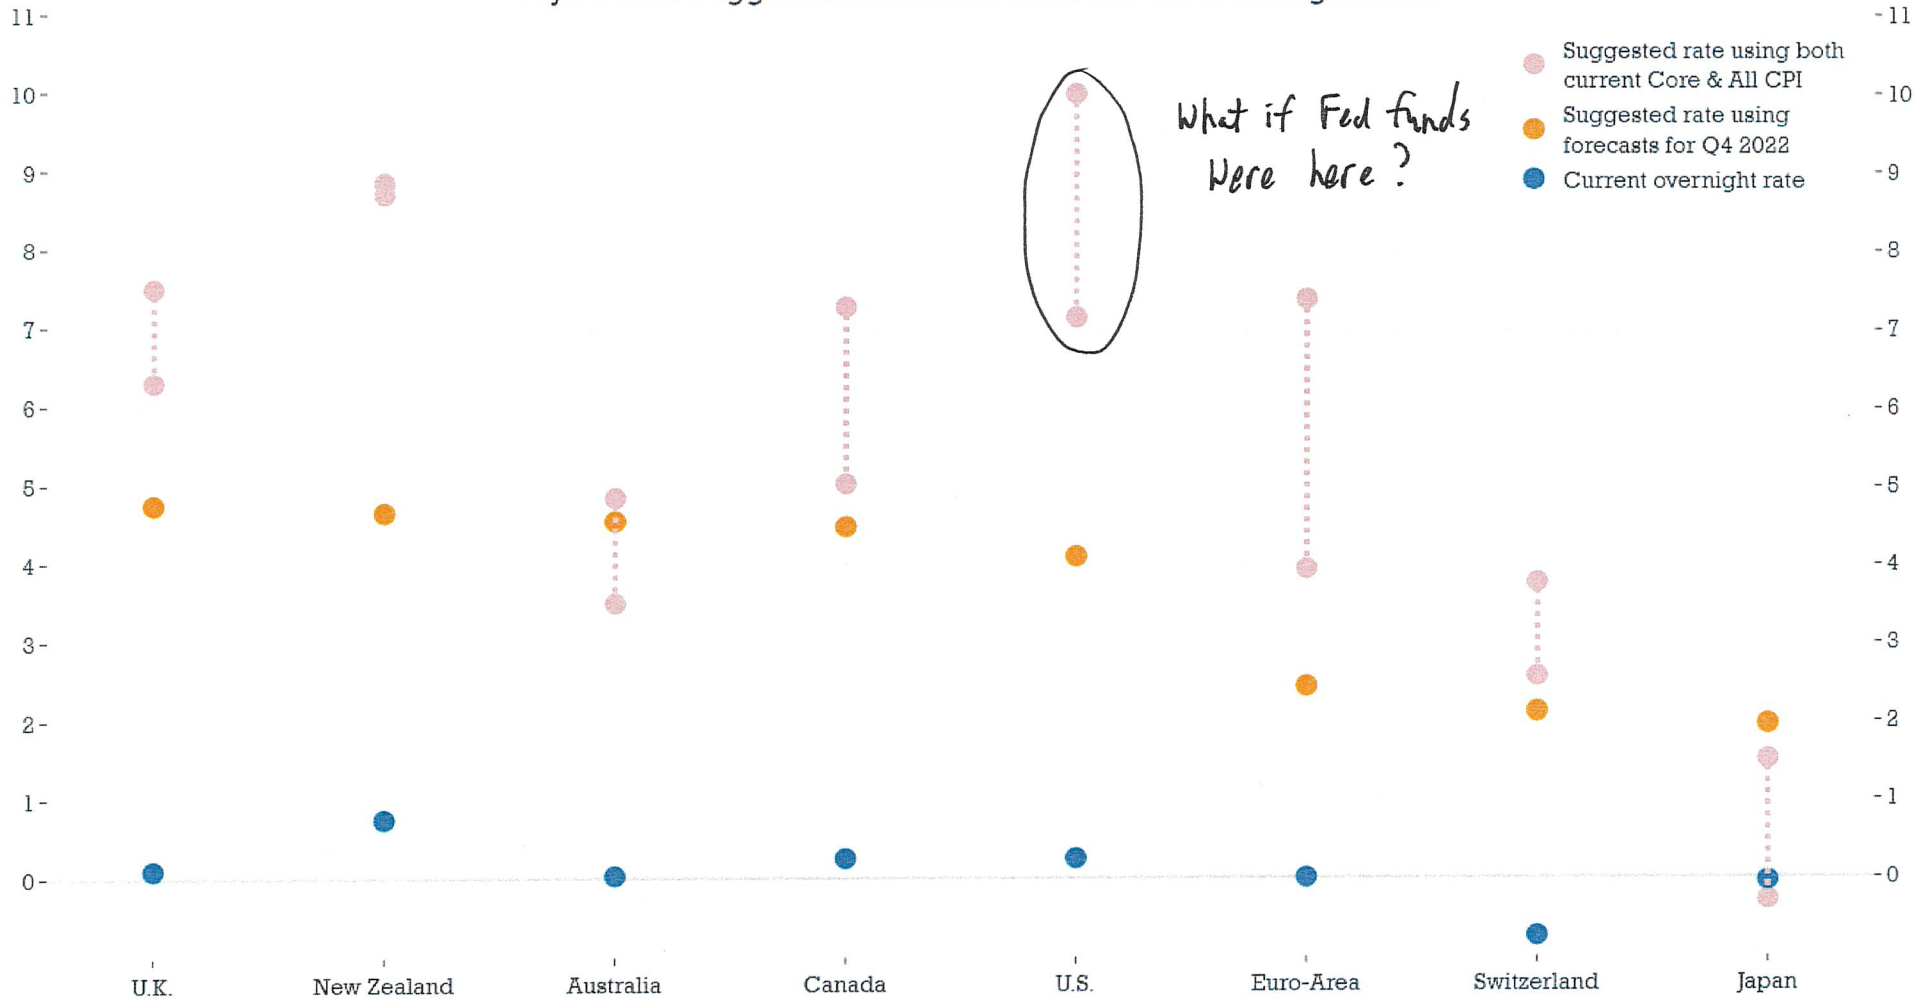 11
10
9
8
7
6
5
4
3
2
1
0
11
10
9
8
7
6
5
4
3
2
1
0
Suggested rate using both
current Core & All CPI
Suggested rate using
forecasts for Q4 2022
Current overnight rate
What if Fed funds
Were here?
U.K.
New Zealand
Australia
Canada
U.S.
Euro-Area
Switzerland
Japan